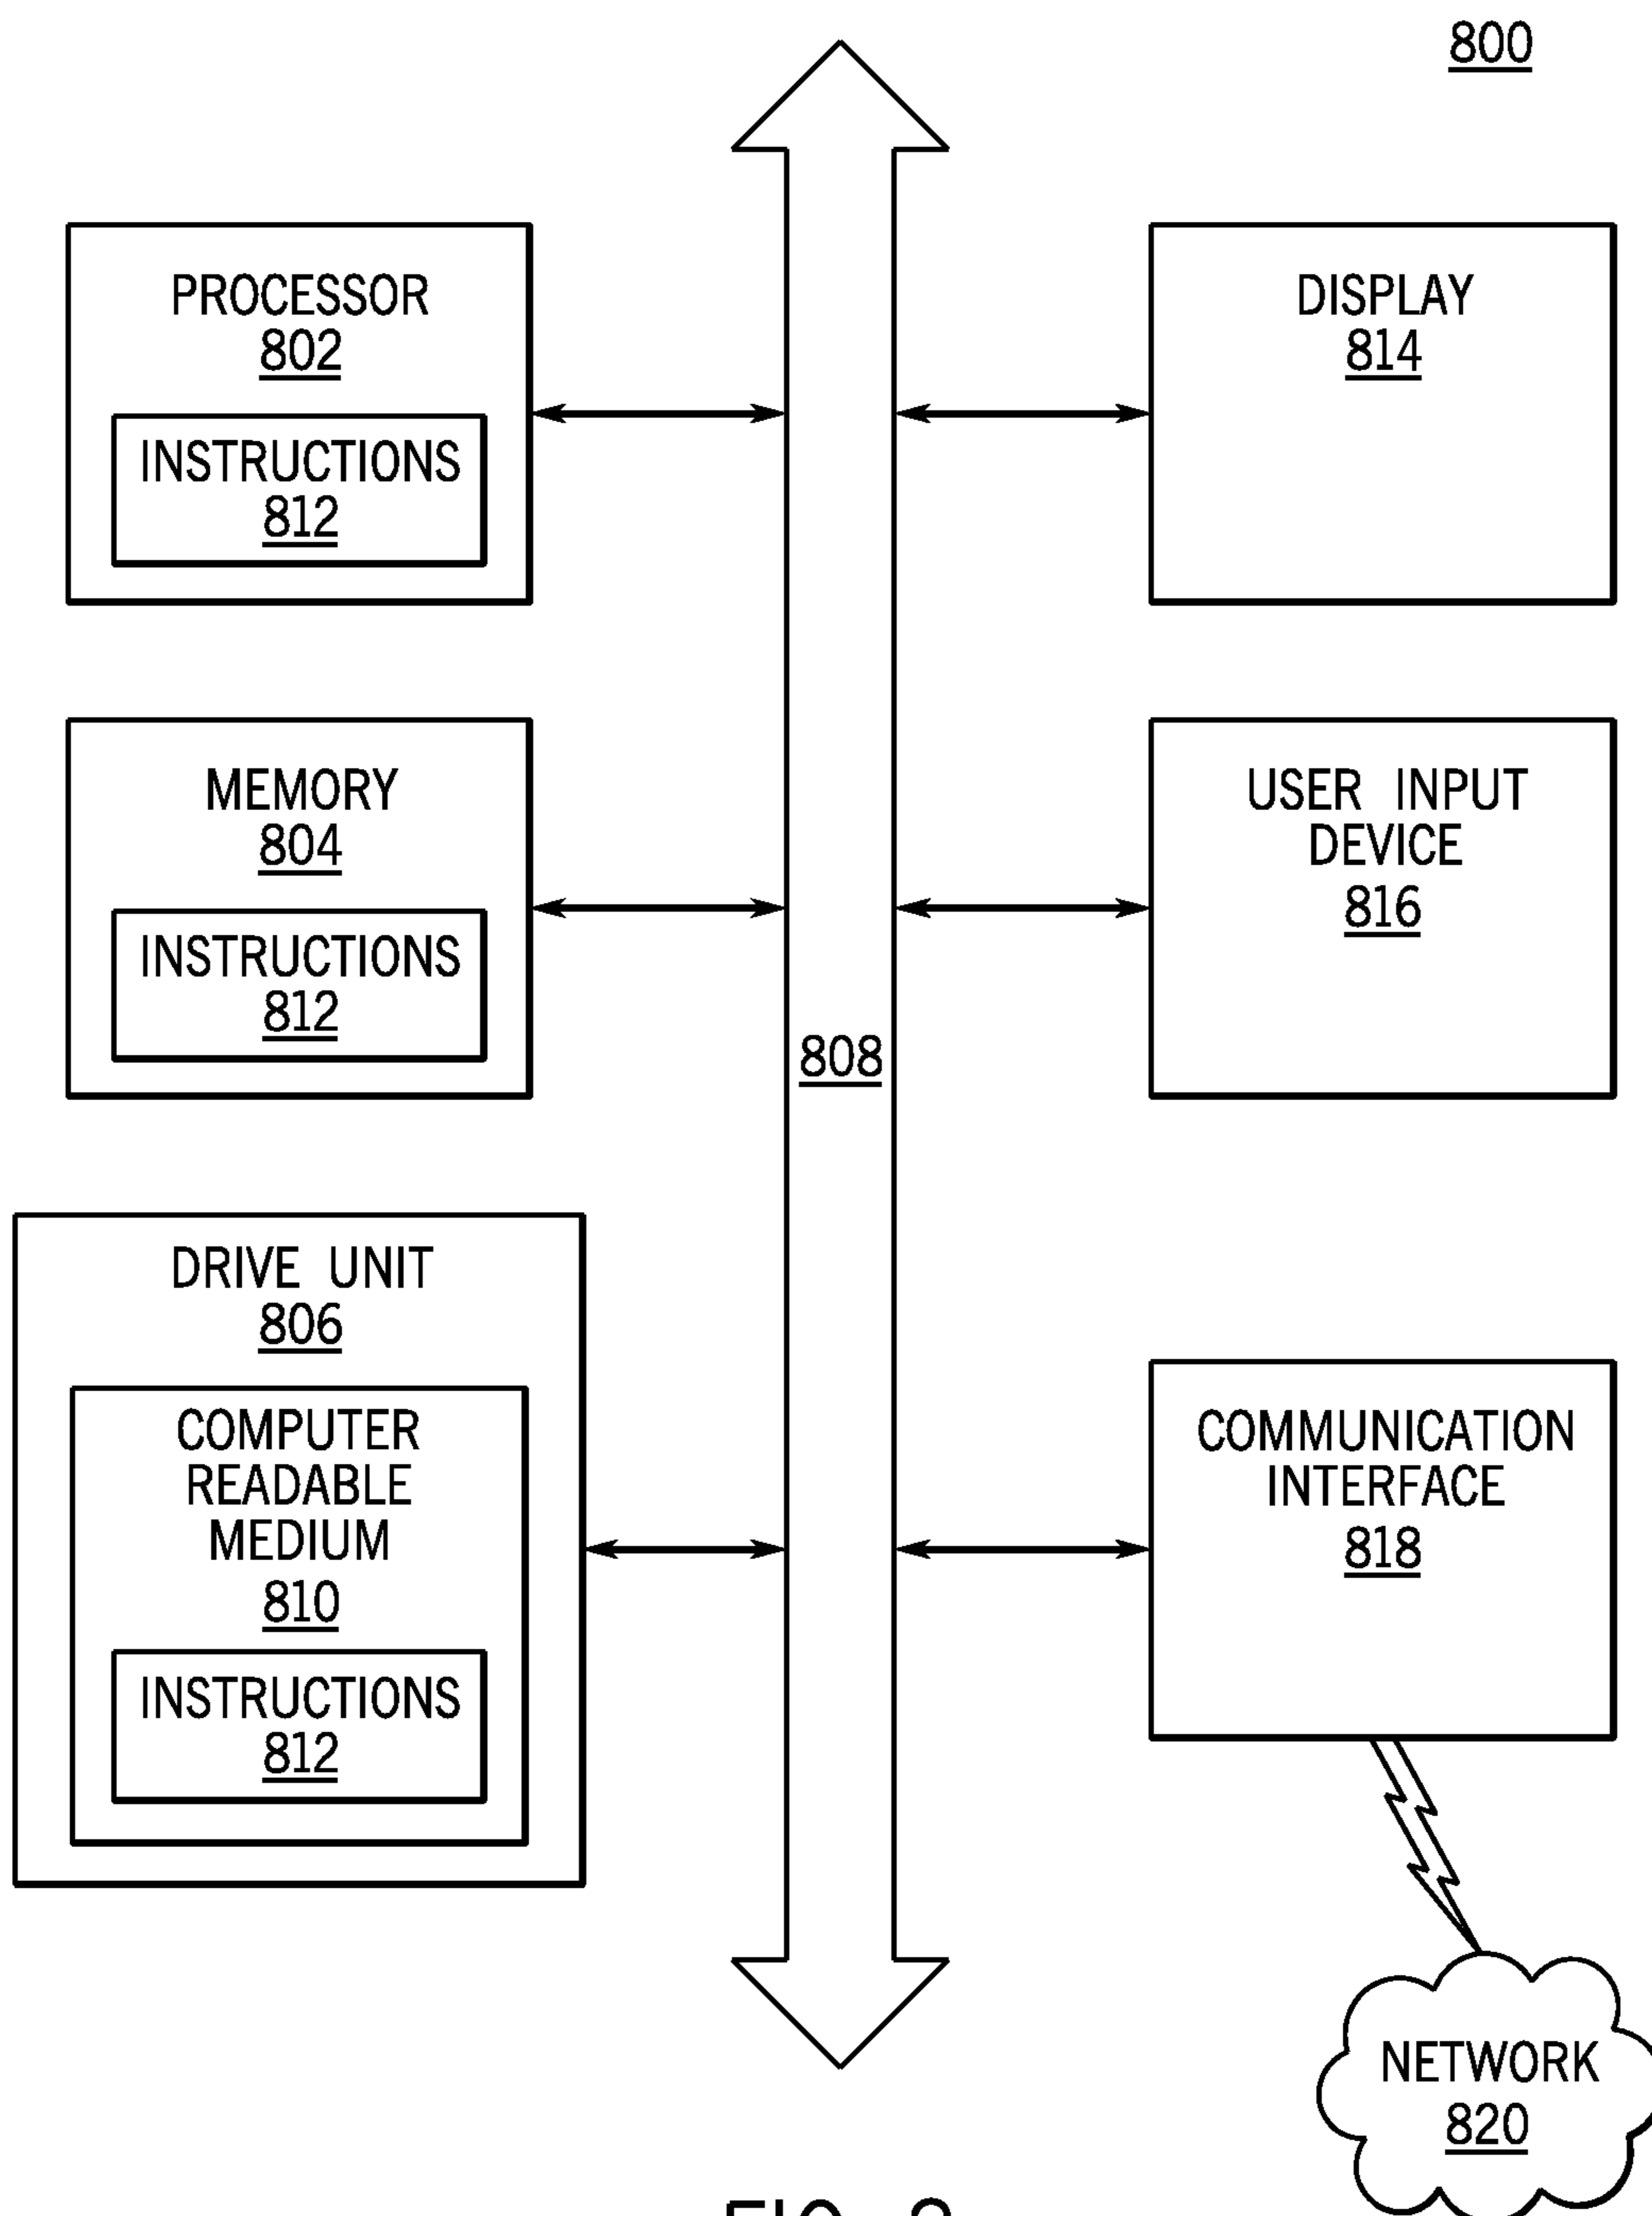 800
PROCESSOR
802
INSTRUCTIONS
812
DISPLAY
814
MEMORY
804
INSTRUCTIONS
812
USER INPUT
DEVICE
816
808
DRIVE UNIT
806
COMPUTER
READABLE
MEDIUM
810
INSTRUCTIONS
812
COMMUNICATION
INTERFACE
818
NETWORK
820